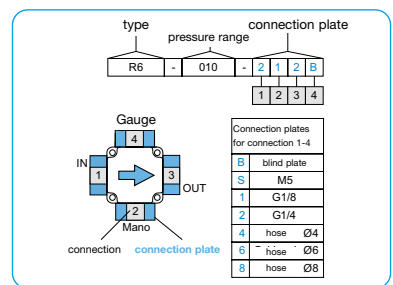 type
connection plate
pressure range
R6 - 010 - 2 1 2 B
1 2 3 4
Gauge
4
IN
1
3
OUT
2
Mano
connection
connection plate
Connection plates
for connection 1-4
B blind plate
S M5
1 G1/8
2 G1/4
4 hose Ø4
6 hose Ø6
8 hose Ø8